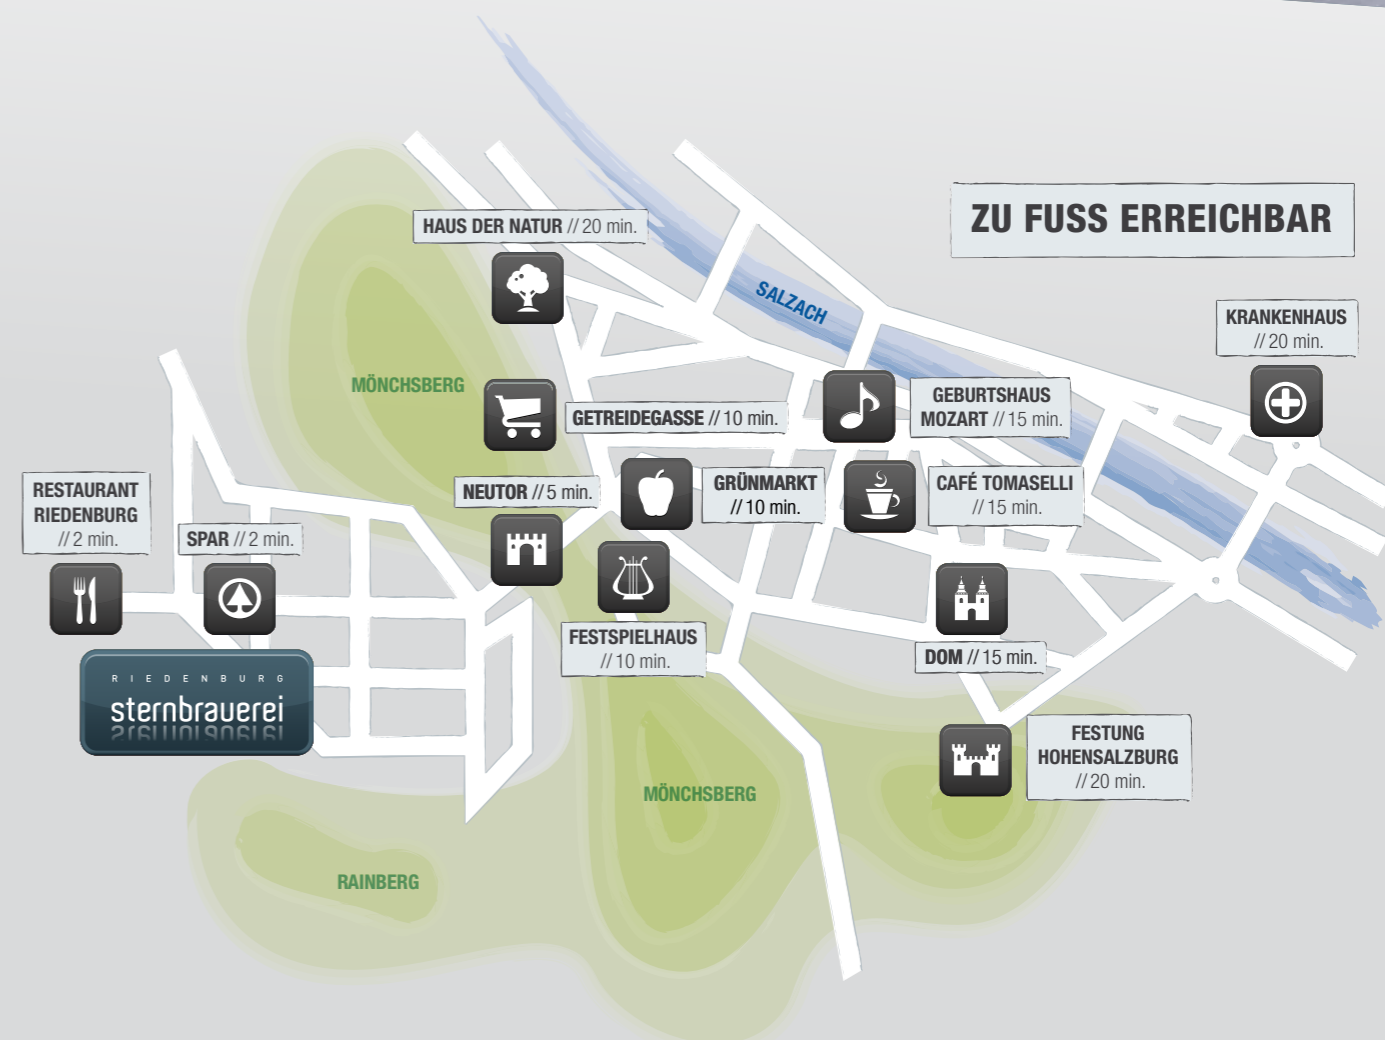 ZU FUSS ERREICHBAR
HAUS DER NATUR // 20 min.
SALZACH
KRANKENHAUS
// 20 min.
MÖNCHSBERG
GETREIDEGASSE // 10 min.
GEBURTSHAUS
MOZART // 15 min.
RESTAURANT
RIEDENBURG
// 2 min.
SPAR // 2 min.
NEUTOR // 5 min.
GRÜNMARKT
// 10 min.
CAFÉ TOMASELLI
// 15 min.
FESTSPIELHAUS
// 10 min.
DOM // 15 min.
RIEDENBURG
sternbrauerei
FESTUNG
HOHENSALZBURG
// 20 min.
MÖNCHSBERG
RAINBERG